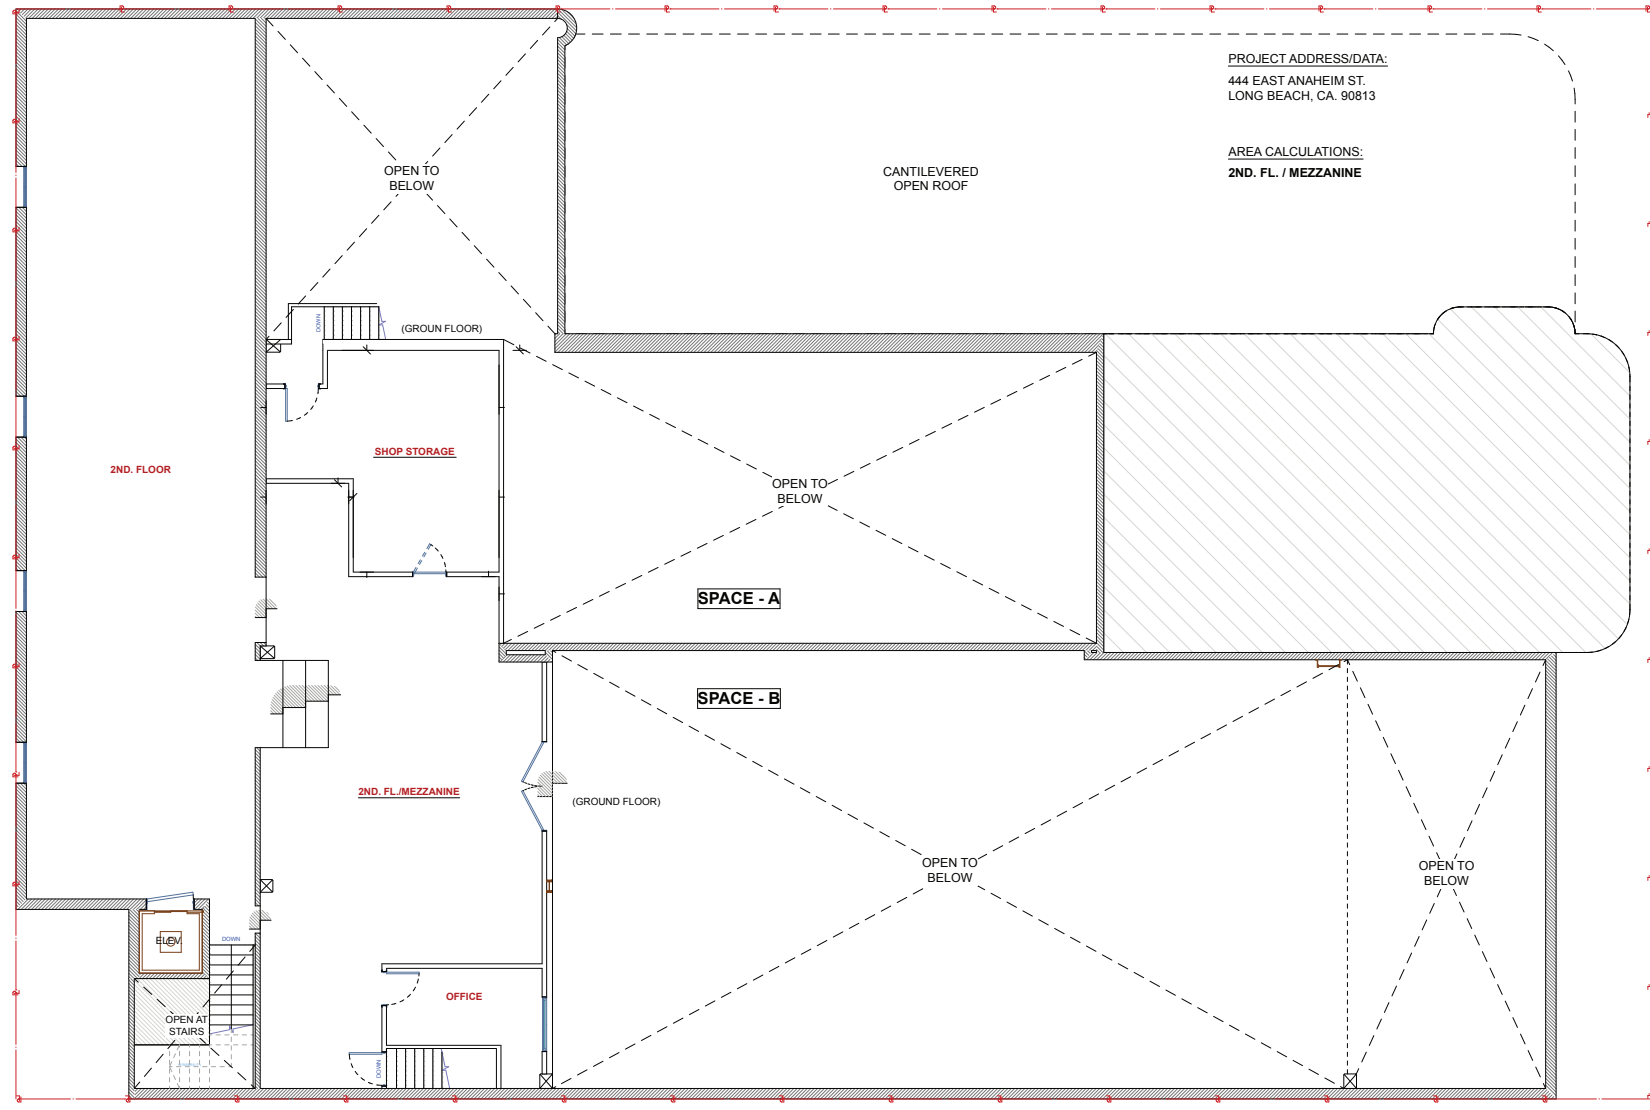 PROJECT ADDRESS/DATA:
444 EAST ANAHEIM ST.
LONG BEACH, CA. 90813
AREA CALCULATIONS:
2ND. FL. / MEZZANINE
OPEN TO
BELOW
CANTILEVERED
OPEN ROOF
DOWN
(GROUN FLOOR)
2ND. FLOOR
SHOP STORAGE
OPEN TO
BELOW
SPACE - A
SPACE - B
2ND. FL./MEZZANINE
(GROUND FLOOR)
OPEN TO
BELOW
OPEN TO
BELOW
ELEV.
DOWN
OFFICE
OPEN AT
STAIRS
DOWN